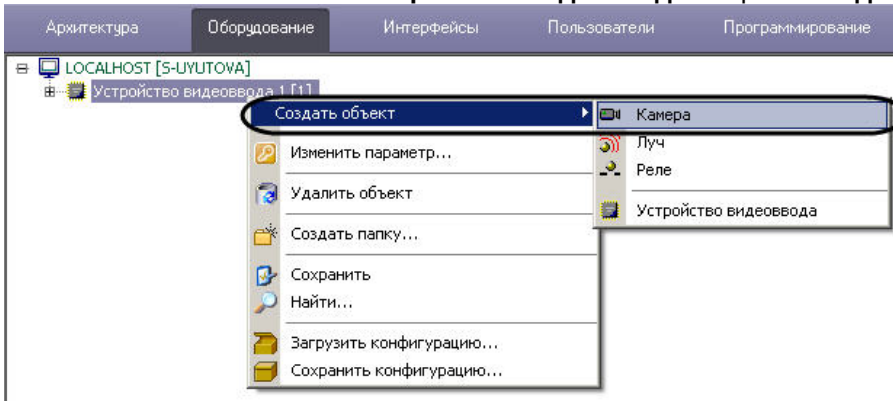 Архитектура Оборудование Интерфейсы Пользователи Программирование
LOCALHOST [S-UYUTOVA]
Устройство видеоввода 1 [1]
Создать объект
Камера
Луч
Реле
Устройство видеоввода
Изменить параметр...
Удалить объект
Создать папку...
Сохранить
Найти...
Загрузить конфигурацию...
Сохранить конфигурацию...